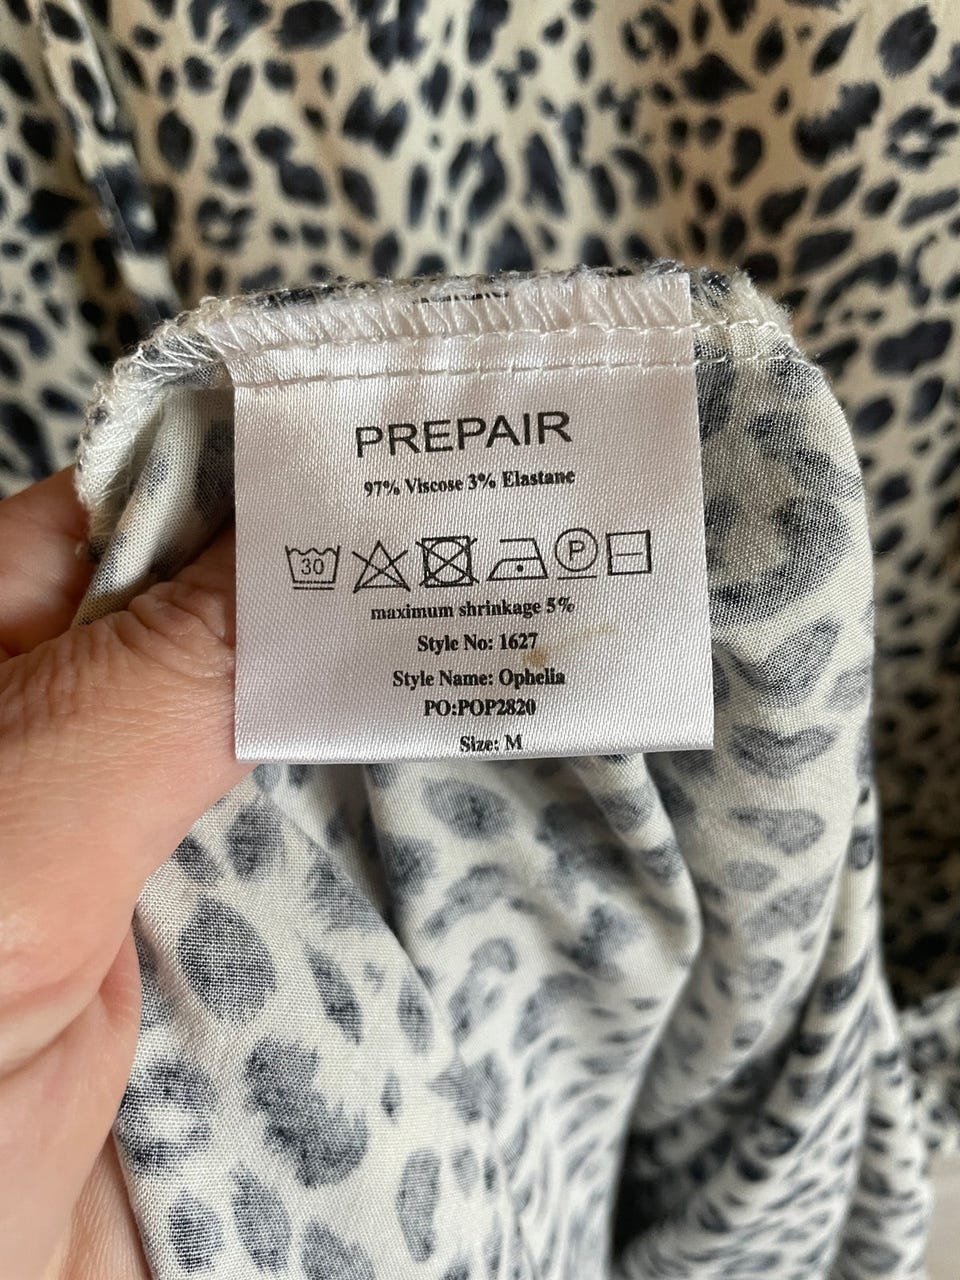 PREPAIR
97% Viscose 3% Elastane
30 P
maximum shrinkage 5%
Style No: 1627
Style Name: Ophelia
PO:POP2820
Size: M